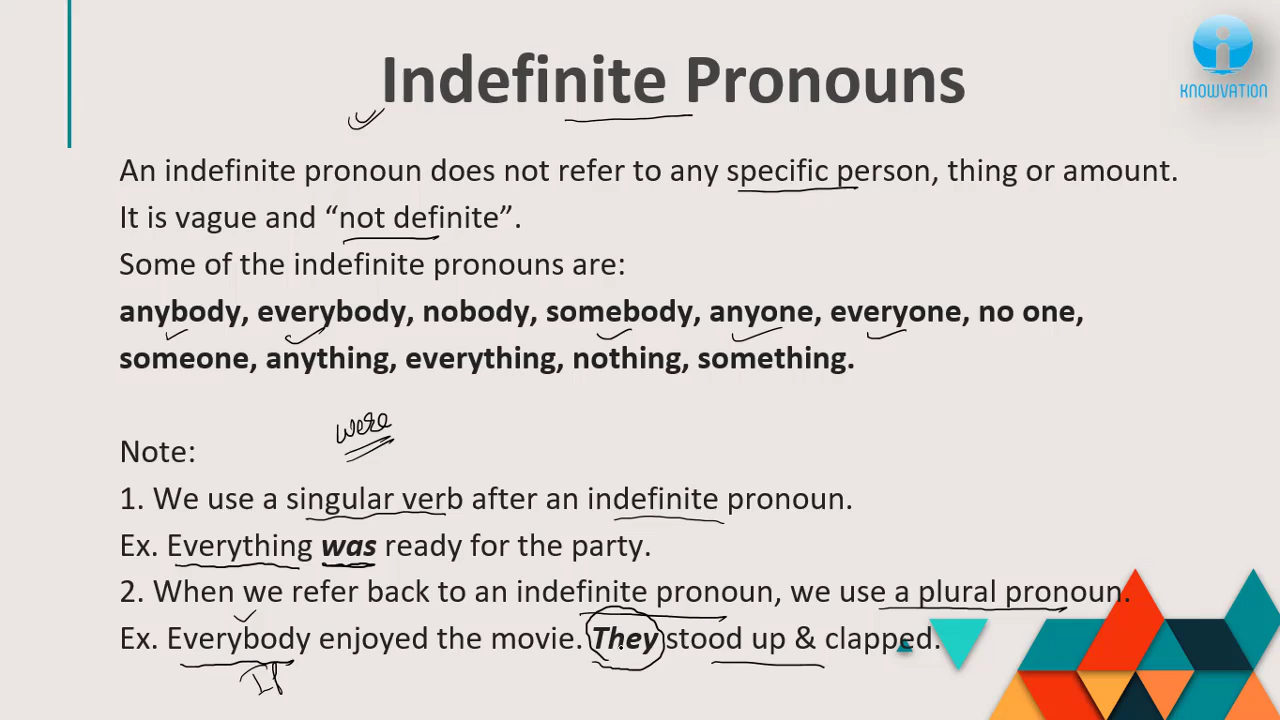 Indefinite Pronouns
i
KNOWVATION
An indefinite pronoun does not refer to any specific person, thing or amount.
It is vague and “not definite”.
Some of the indefinite pronouns are:
anybody, everybody, nobody, somebody, anyone, everyone, no one,
someone, anything, everything, nothing, something.
were
Note:
1. We use a singular verb after an indefinite pronoun.
Ex. Everything was ready for the party.
2. When we refer back to an indefinite pronoun, we use a plural pronoun.
Ex. Everybody enjoyed the movie. They stood up & clapped.